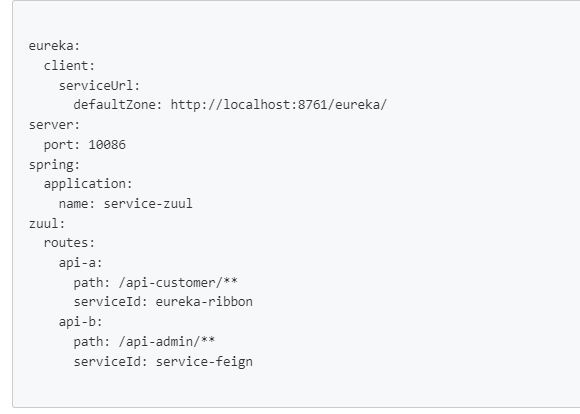 eureka:
  client:
    serviceUrl:
      defaultZone: http://localhost:8761/eureka/
server:
  port: 10086
spring:
  application:
    name: service-zuul
zuul:
  routes:
    api-a:
      path: /api-customer/**
      serviceId: eureka-ribbon
    api-b:
      path: /api-admin/**
      serviceId: service-feign